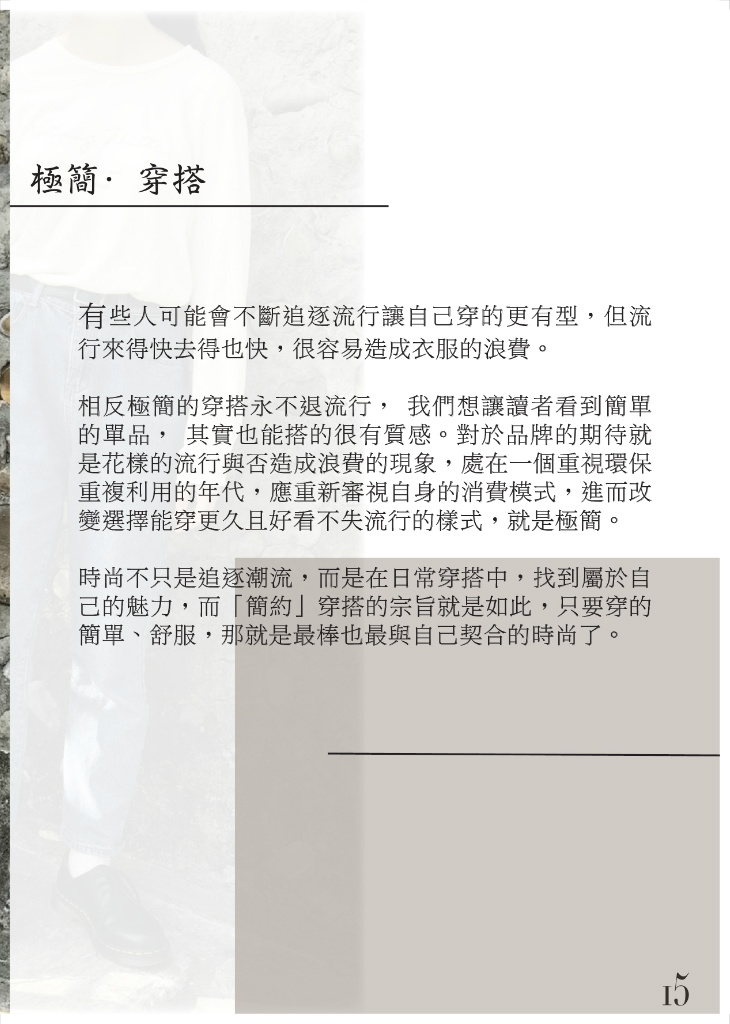 極簡· 穿搭
有些人可能會不斷追逐流行讓自己穿的更有型，但流
行來得快去得也快，很容易造成衣服的浪費。
相反極簡的穿搭永不退流行， 我們想讓讀者看到簡單
的單品， 其實也能搭的很有質感。對於品牌的期待就
是花樣的流行與否造成浪費的現象，處在一個重視環保
重複利用的年代，應重新審視自身的消費模式，進而改
變選擇能穿更久且好看不失流行的樣式，就是極簡。
時尚不只是追逐潮流，而是在日常穿搭中，找到屬於自
己的魅力，而「簡約」穿搭的宗旨就是如此，只要穿的
簡單、舒服，那就是最棒也最與自己契合的時尚了。
15